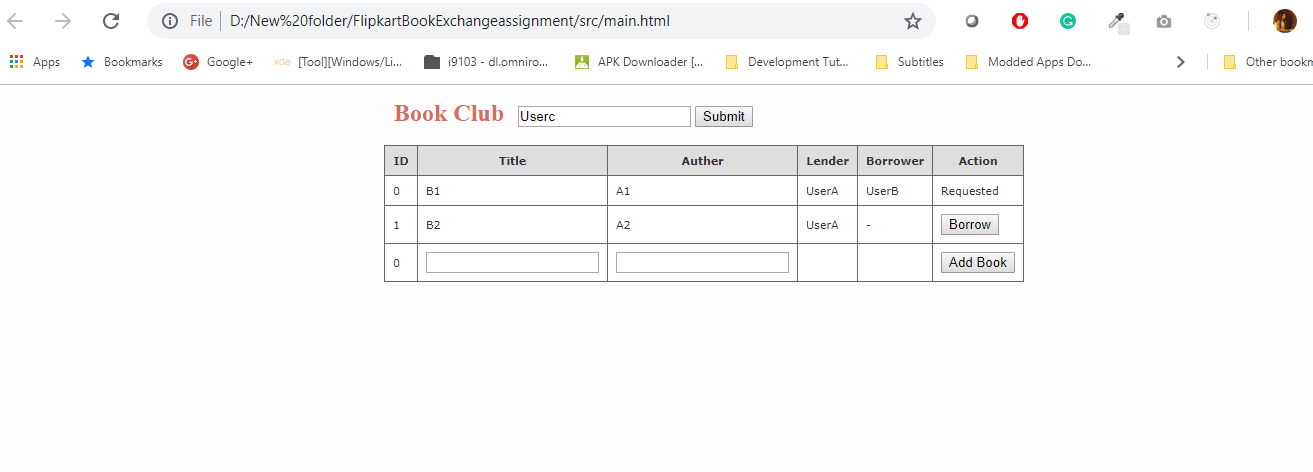 File D:/New%20folder/FlipkartBookExchangeassignment/src/main.html
Apps Bookmarks Google+ xda [Tool][Windows/Li... i9103 - dl.omniro... APK Downloader [... Development Tut... Subtitles Modded Apps Do... Other bookm
Book Club Userc Submit
ID Title Auther Lender Borrower Action
0 B1 A1 UserA UserB Requested
1 B2 A2 UserA - Borrow
0 Add Book